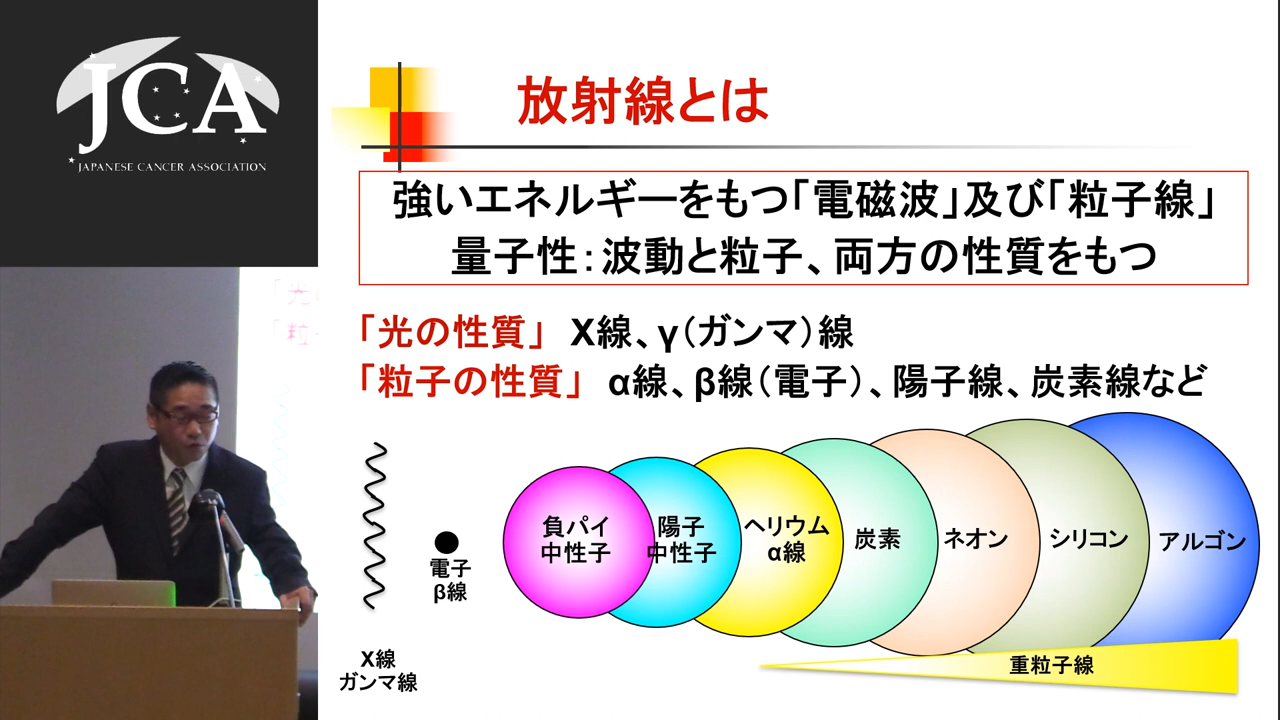 JCA
JAPANESE CANCER ASSOCIATION
放射線とは
強いエネルギーをもつ「電磁波」及び「粒子線」
量子性：波動と粒子、両方の性質をもつ
「光の性質」 X線、γ（ガンマ）線
「粒子の性質」 α線、β線（電子）、陽子線、炭素線など
「光の
「粒子
X線
ガンマ線
電子
β線
負パイ
中性子
陽子
中性子
ヘリウム
α線
炭素
ネオン
シリコン
アルゴン
重粒子線